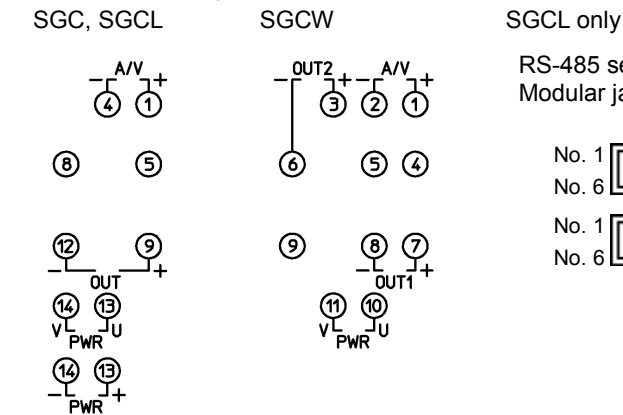 SGC, SGCL
SGCW
SGCL only
A/V
- +
4 1
8 5
12 9
- OUT +
14 13
V PWR U
14 13
- PWR +
OUT2 A/V
- + - +
3 2 1
6 5 4
9 8 7
- OUT1 +
11 10
V PWR U
RS-485
Modular
No. 1
No. 6
No. 1
No. 6